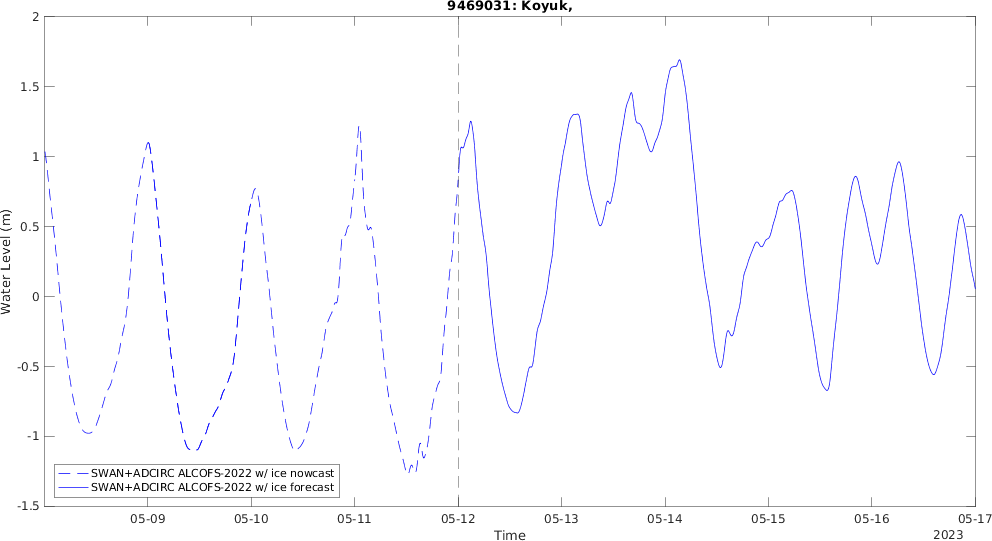 9469031: Koyuk,
2
1.5
1
0.5
0
-0.5
-1
-1.5
Water Level (m)
SWAN+ADCIRC ALCOFS-2022 w/ ice nowcast
SWAN+ADCIRC ALCOFS-2022 w/ ice forecast
05-09 05-10 05-11 05-12 05-13 05-14 05-15 05-16 05-17
Time
2023